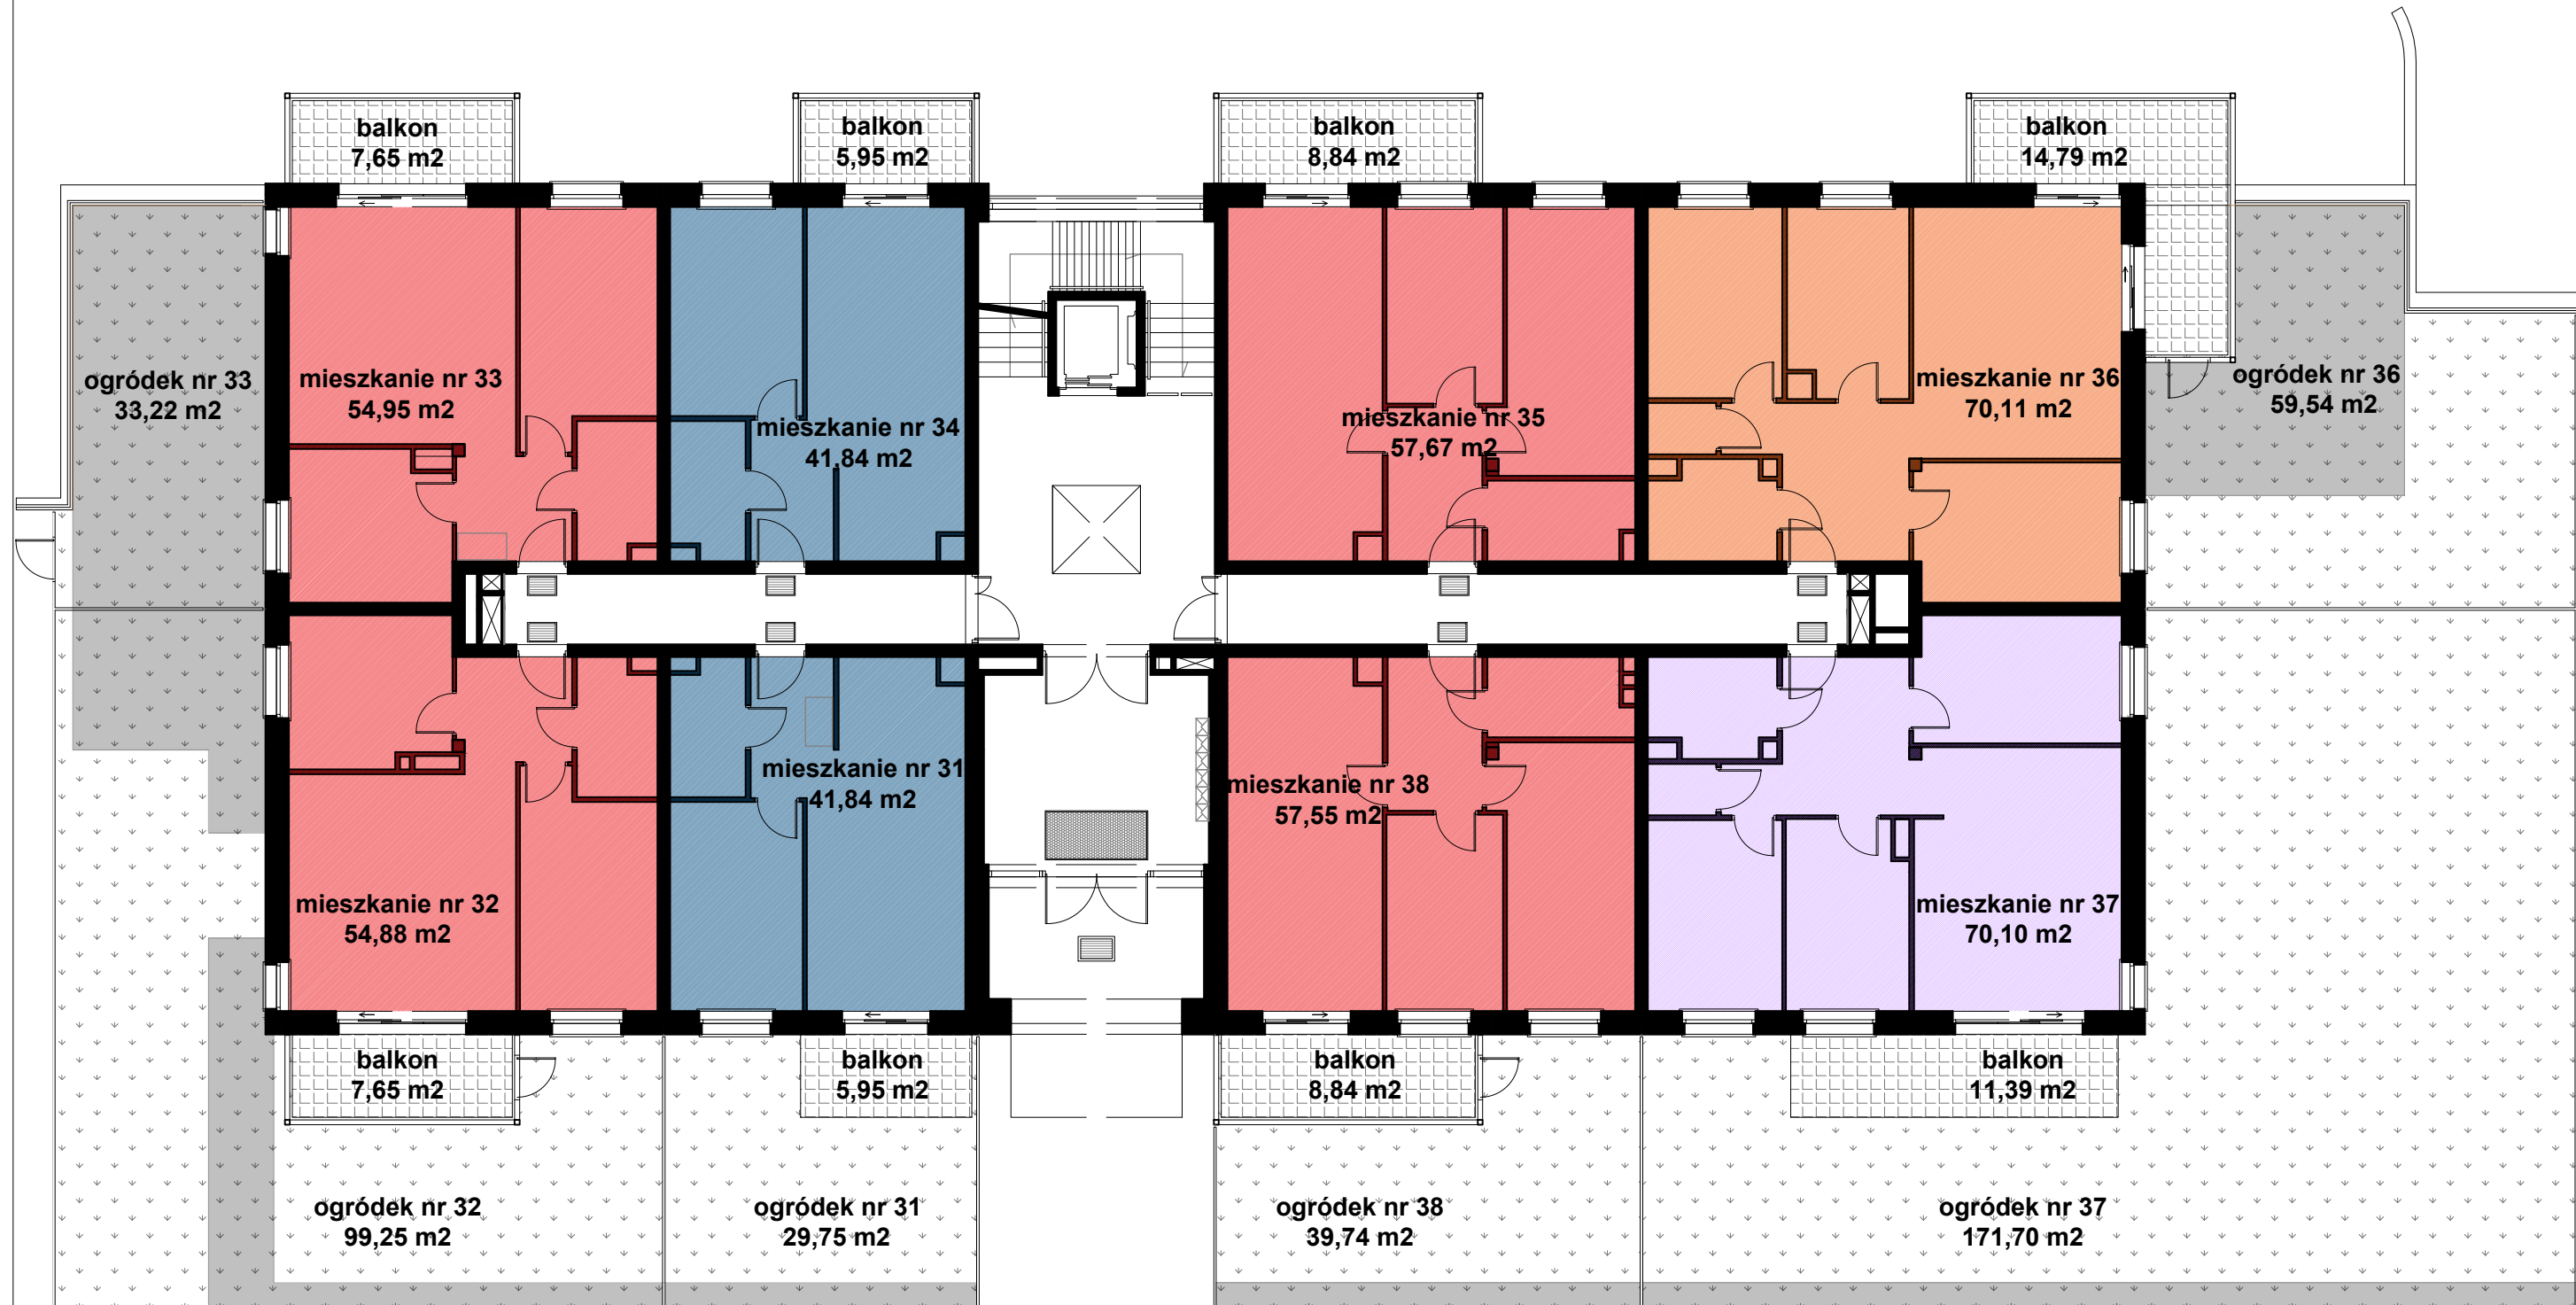 balkon
7,65 m2
balkon
5,95 m2
balkon
8,84 m2
balkon
14,79 m2
ogródek nr 33
33,22 m2
mieszkanie nr 33
54,95 m2
mieszkanie nr 34
41,84 m2
mieszkanie nr 35
57,67 m2
mieszkanie nr 36
70,11 m2
ogródek nr 36
59,54 m2
mieszkanie nr 32
54,88 m2
mieszkanie nr 31
41,84 m2
mieszkanie nr 38
57,55 m2
mieszkanie nr 37
70,10 m2
balkon
7,65 m2
balkon
5,95 m2
balkon
8,84 m2
balkon
11,39 m2
ogródek nr 32
99,25 m2
ogródek nr 31
29,75 m2
ogródek nr 38
39,74 m2
ogródek nr 37
171,70 m2